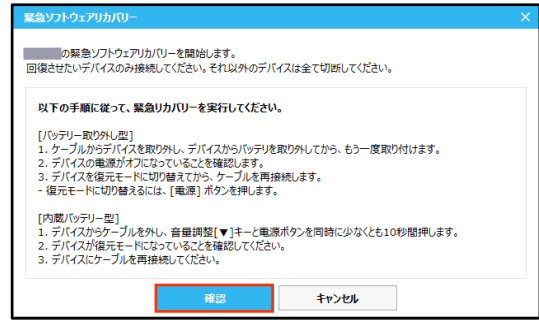 緊急ソフトウェアリカバリー
の緊急ソフトウェアリカバリーを開始します。
回復させたいデバイスのみ接続してください。それ以外のデバイスは全て切断してください。
以下の手順に従って、緊急リカバリーを実行してください。
[バッテリー取り外し型]
1. ケーブルからデバイスを取外し、デバイスからバッテリを取外してから、もう一度取り付けます。
2. デバイスの電源がオフになっていることを確認します。
3. デバイスを復元モードに切り替えてから、ケーブルを再接続します。
- 復元モードに切り替えるには、[電源] ボタンを押します。
[内蔵バッテリー型]
1. デバイスからケーブルを外し、音量調整[▼]キーと電源ボタンを同時に少なくとも10秒間押します。
2. デバイスが復元モードになっていることを確認してください。
3. デバイスにケーブルを再接続してください。
確認
キャンセル